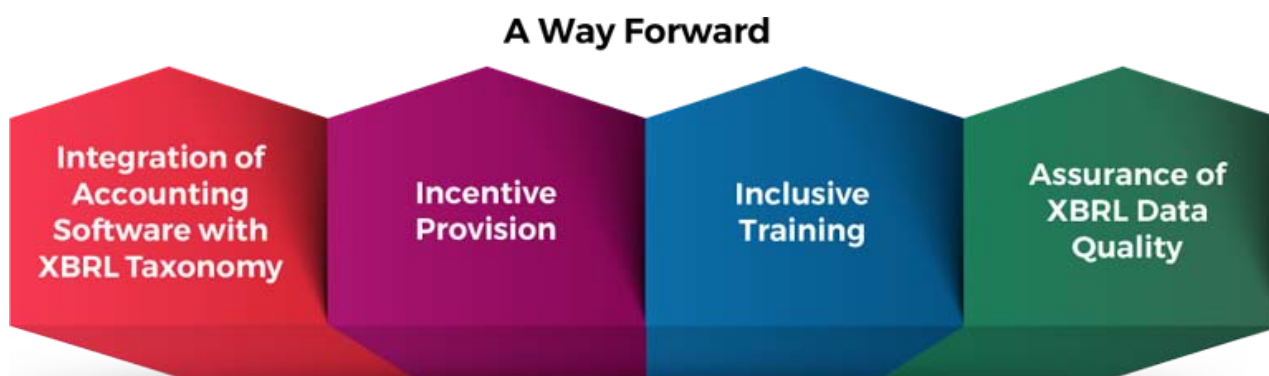 A Way Forward
Integration of
Accounting
Software with
XBRL Taxonomy
Incentive
Provision
Inclusive
Training
Assurance of
XBRL Data
Quality